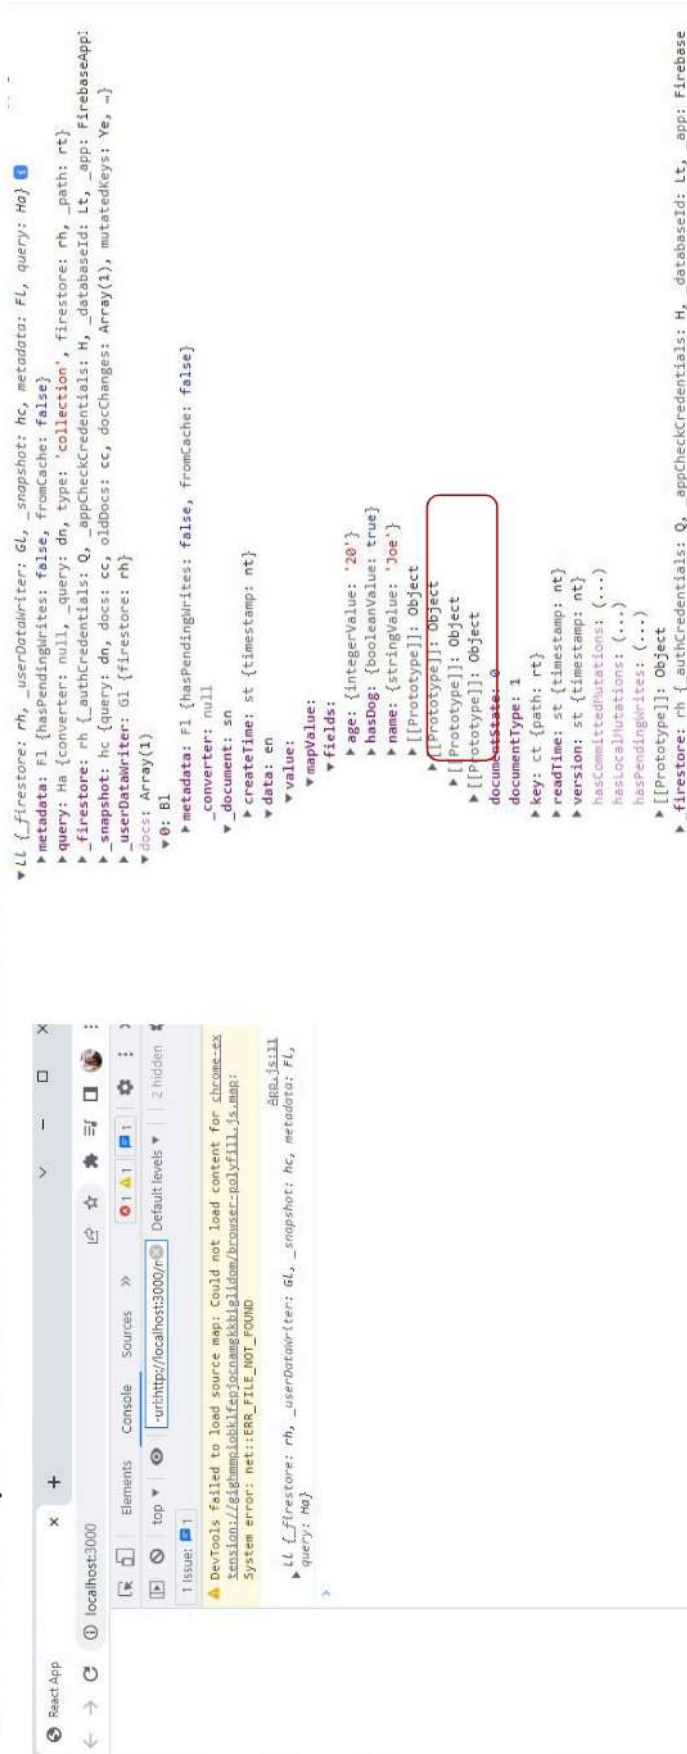 React App
localhost:3000
Elements Console Sources
1 1 1
top -url:http://localhost:3000/n Default levels 2 hidden
1 Issue: 1
DevTools failed to load source map: Could not load content for chrome-ex
tension://gighmmpiobklfepjocnamgkkbiglidom/browser-polyfill.js.map:
System error: net::ERR_FILE_NOT_FOUND
App.js:11
LL {_firestore: rh, _userDataWriter: GL, _snapshot: hc, metadata: FL,
query: Ha}
LL {_firestore: rh, _userDataWriter: GL, _snapshot: hc, metadata: FL, query: Ha}
metadata: Fl {hasPendingWrites: false, fromCache: false}
query: Ha {converter: null, _query: dn, type: 'collection', firestore: rh, _path: rt}
_firestore: rh {_authCredentials: Q, _appCheckCredentials: H, _databaseId: Lt, _app: FirebaseAppI
_snapshot: hc {query: dn, docs: cc, oldDocs: cc, docChanges: Array(1), mutatedKeys: Ye, …}
_userDataWriter: Gl {firestore: rh}
docs: Array(1)
0: Bl
metadata: Fl {hasPendingWrites: false, fromCache: false}
_converter: null
_document: sn
createTime: st {timestamp: nt}
data: en
value:
mapValue:
fields:
age: {integerValue: '20'}
hasDog: {booleanValue: true}
name: {stringValue: 'Joe'}
[[Prototype]]: Object
[[Prototype]]: Object
[[Prototype]]: Object
[[Prototype]]: Object
documentState: 0
documentType: 1
key: ct {path: rt}
readTime: st {timestamp: nt}
version: st {timestamp: nt}
hasCommittedMutations: (...)
hasLocalMutations: (...)
hasPendingWrites: (...)
[[Prototype]]: Object
_firestore: rh {_authCredentials: Q, _appCheckCredentials: H, _databaseId: Lt, _app: Firebase